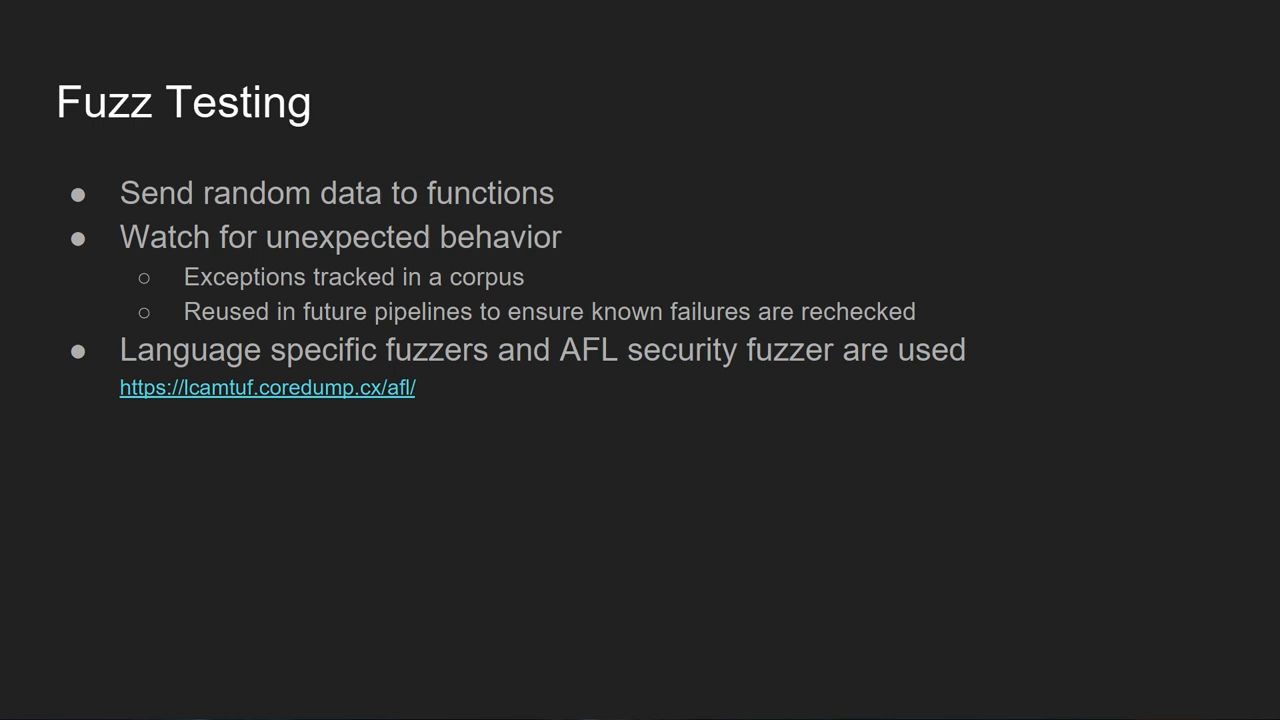 Fuzz Testing
● Send random data to functions
● Watch for unexpected behavior
○ Exceptions tracked in a corpus
○ Reused in future pipelines to ensure known failures are rechecked
● Language specific fuzzers and AFL security fuzzer are used
https://lcamtuf.coredump.cx/afl/